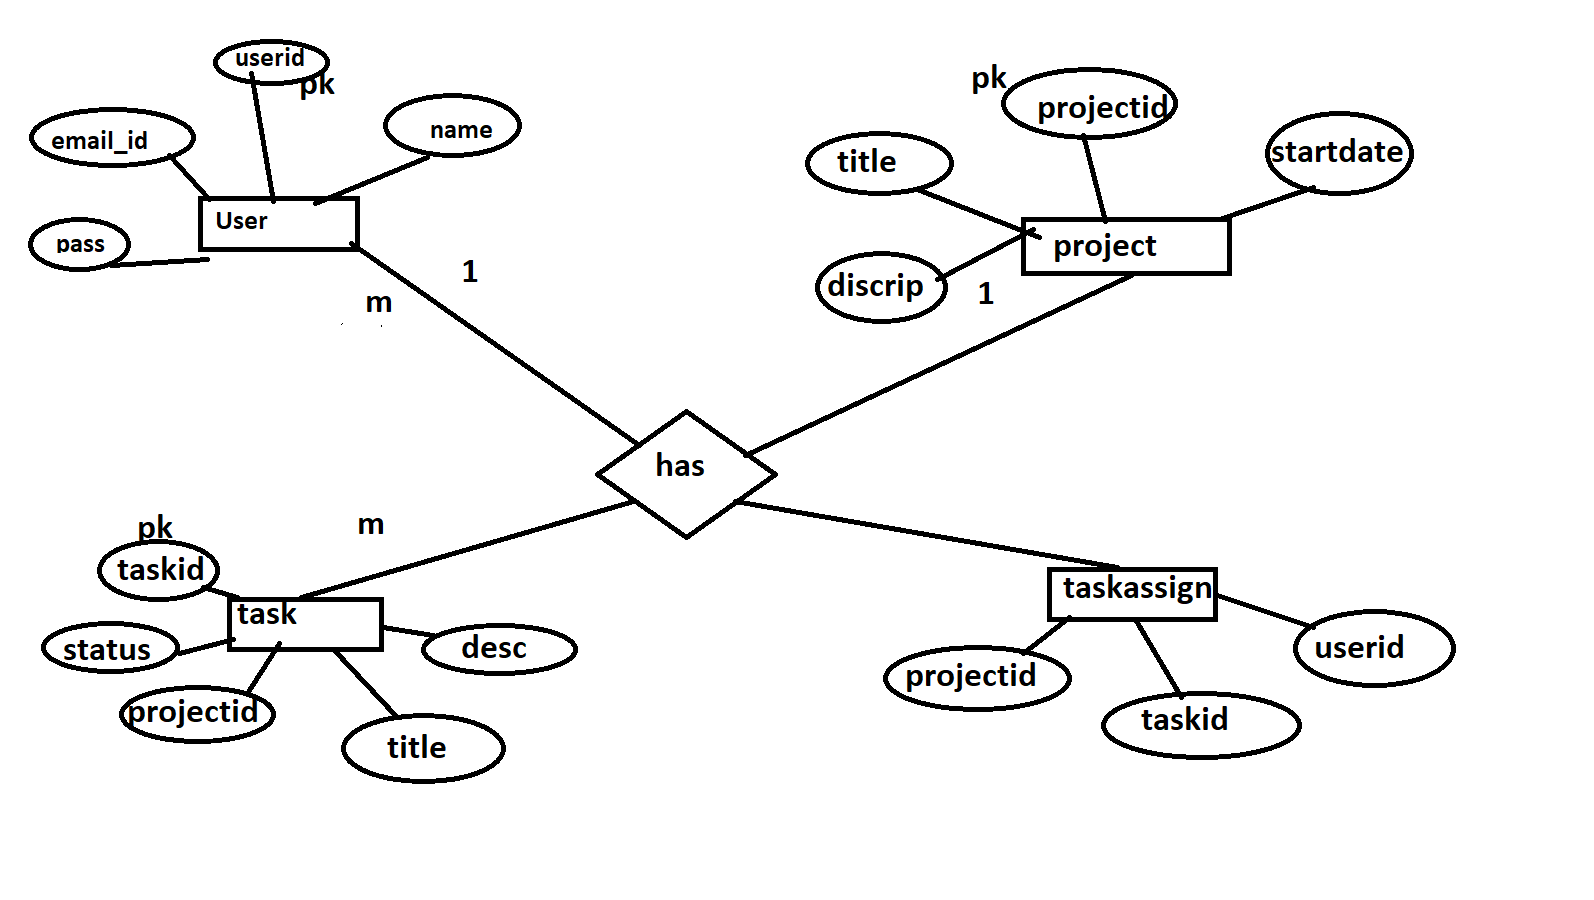 userid
pk
email_id
name
pass
User
1
m
pk
projectid
title
startdate
discrip
project
1
has
m
pk
taskid
task
status
desc
projectid
title
taskassign
projectid
userid
taskid